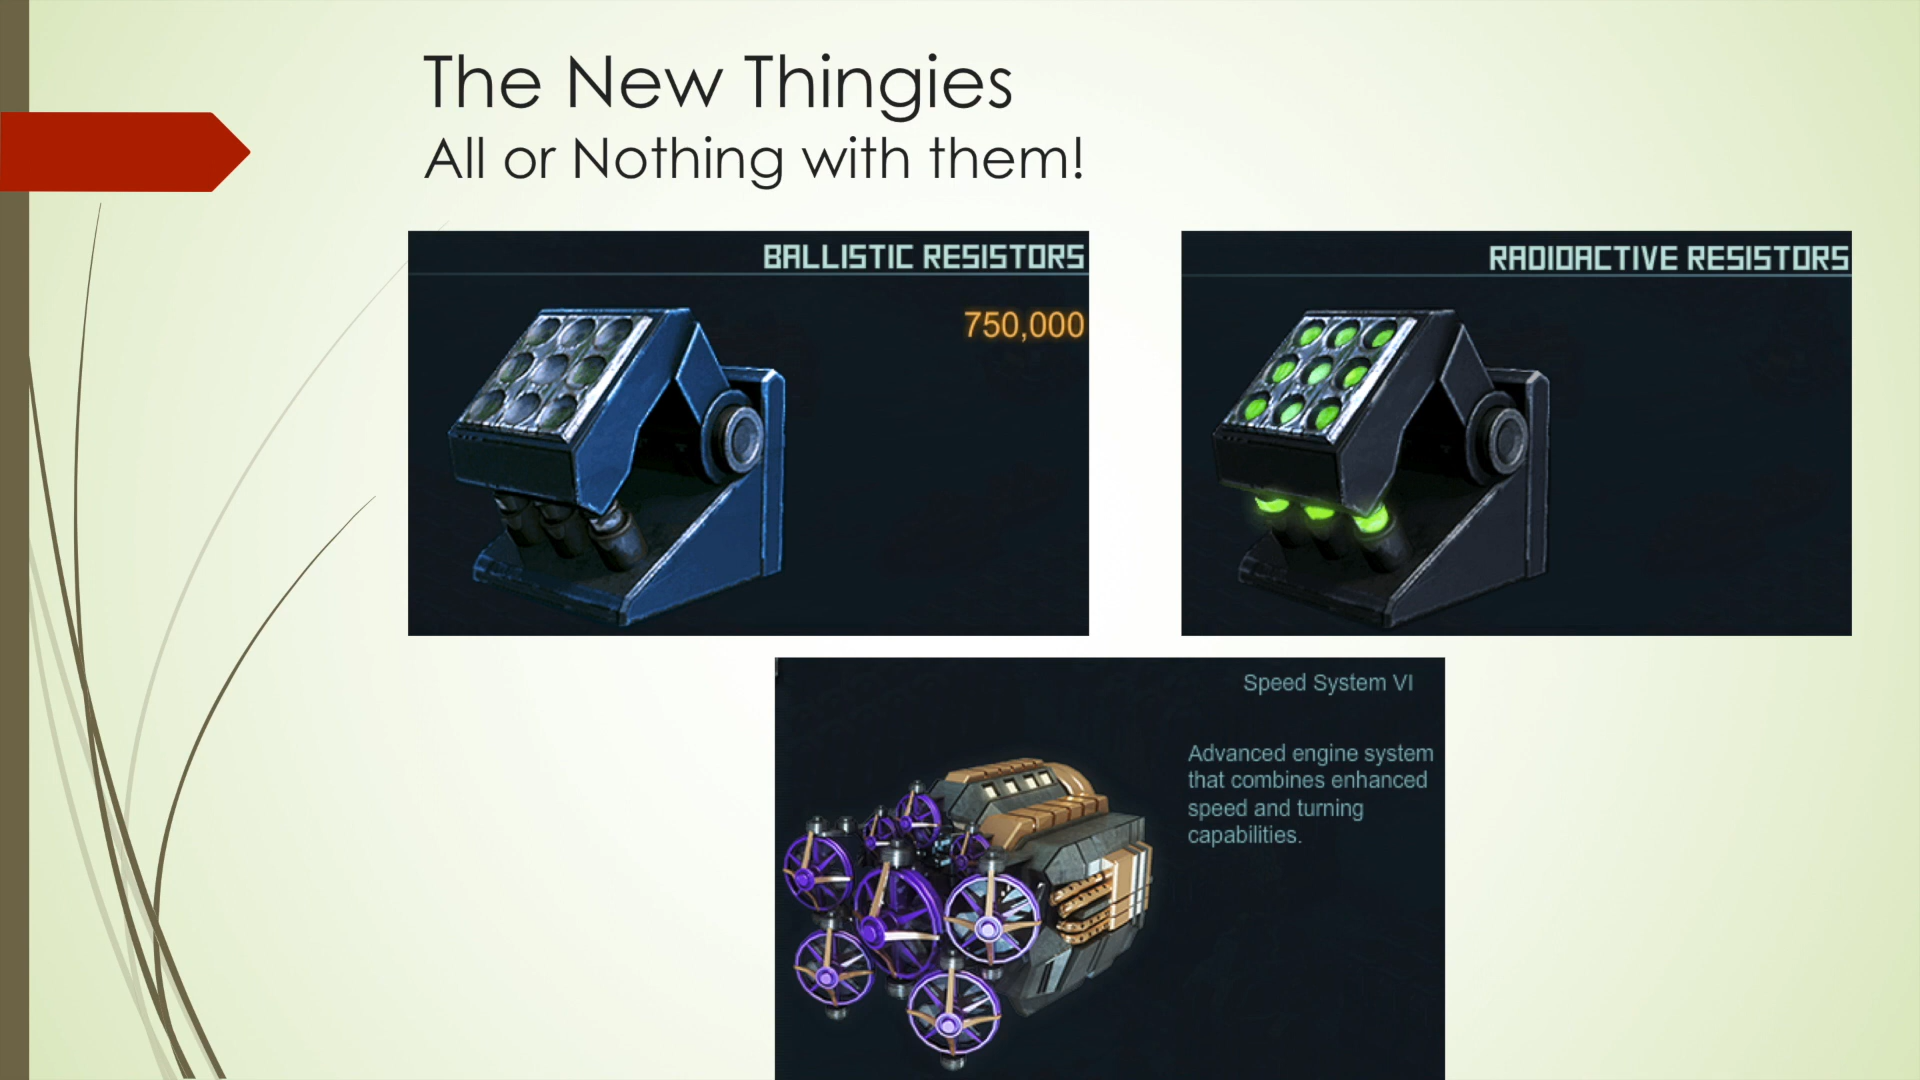 The New Thingies
All or Nothing with them!
BALLISTIC RESISTORS
750,000
RADIOACTIVE RESISTORS
Speed System VI
Advanced engine system
that combines enhanced
speed and turning
capabilities.